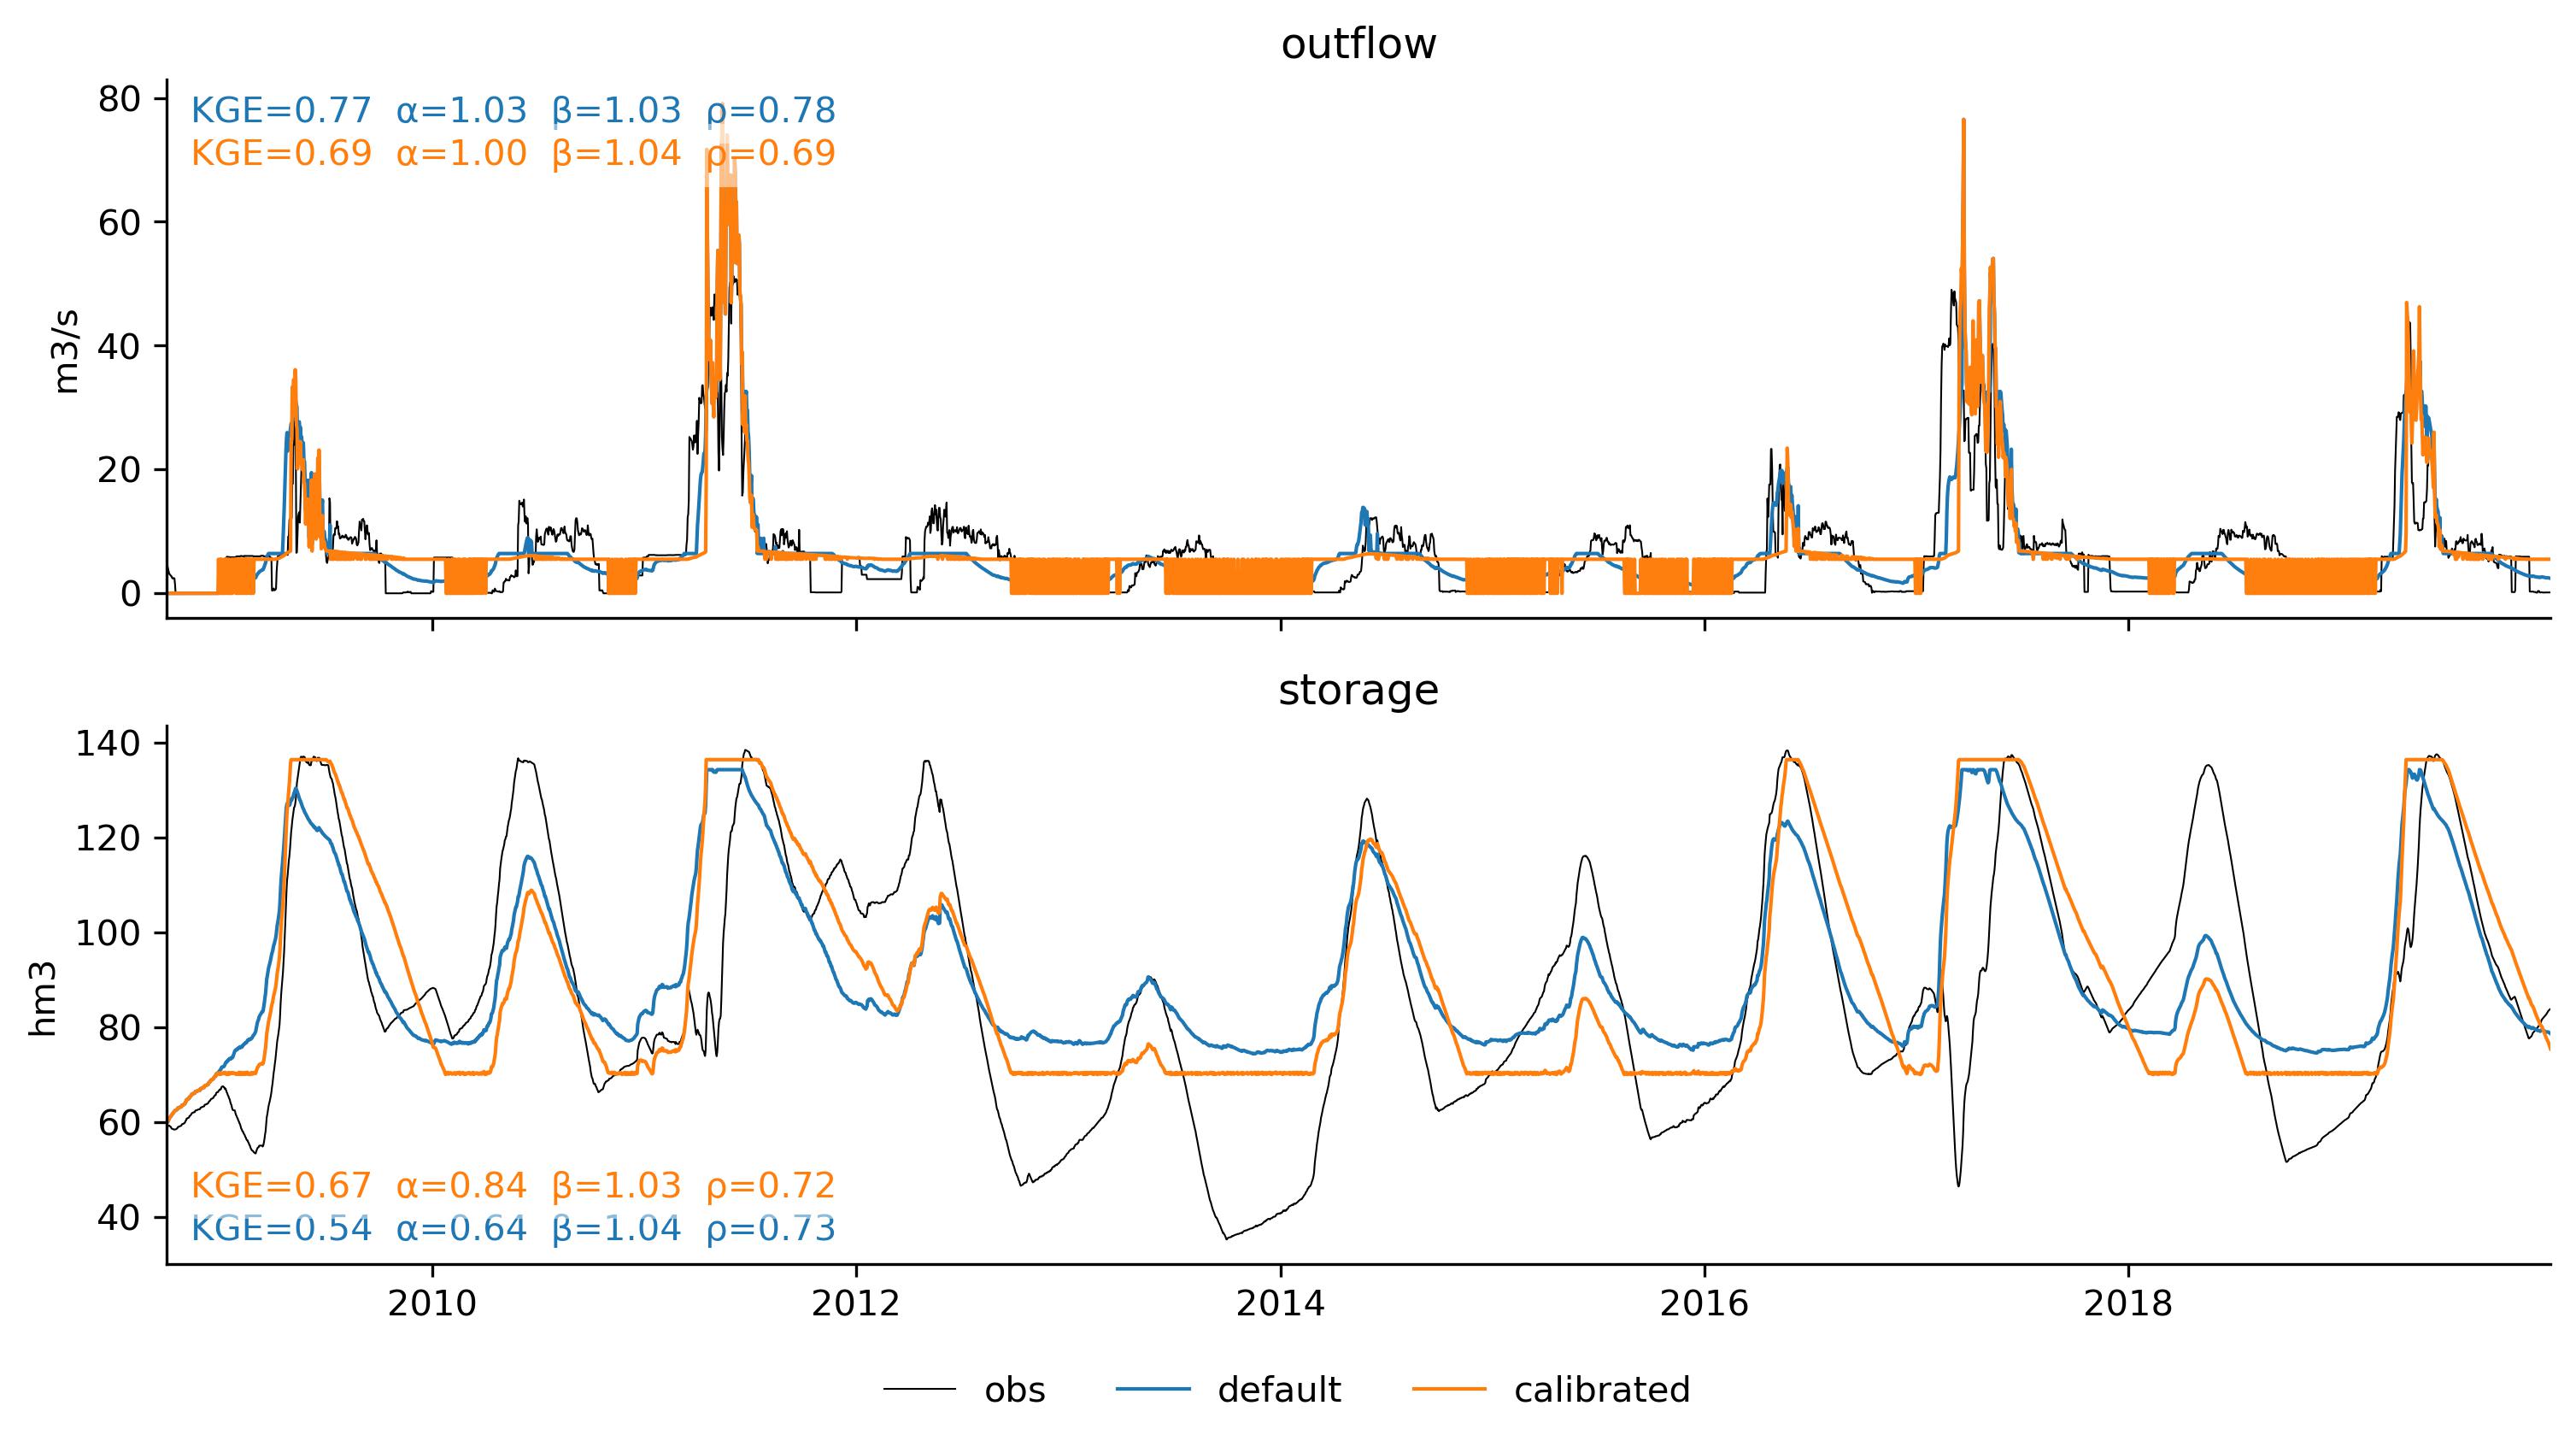 outflow
KGE=0.77 α=1.03 β=1.03 ρ=0.78
KGE=0.69 α=1.00 β=1.04 ρ=0.69
m3/s
80
60
40
20
0
storage
hm3
140
120
100
80
60
40
KGE=0.67 α=0.84 β=1.03 ρ=0.72
KGE=0.54 α=0.64 β=1.04 ρ=0.73
2010 2012 2014 2016 2018
obs default calibrated